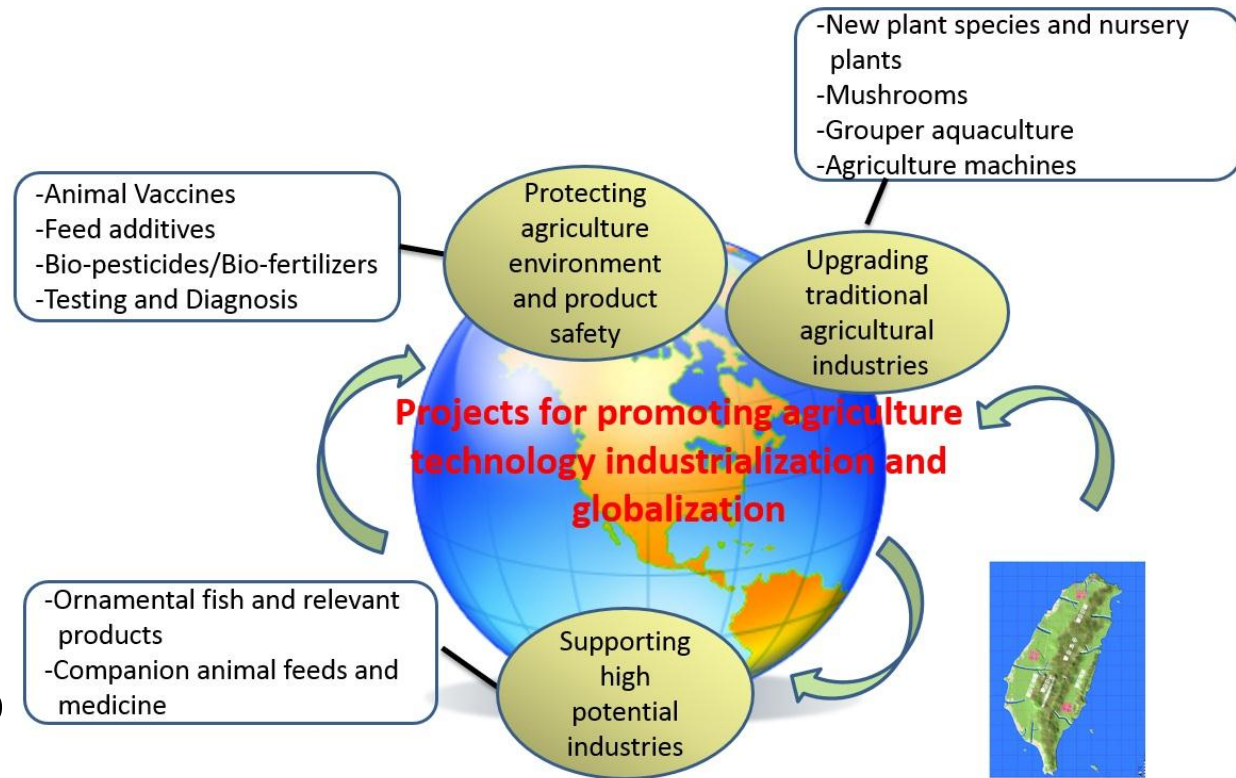 -New plant species and nursery
plants
-Mushrooms
-Grouper aquaculture
-Agriculture machines
-Animal Vaccines
-Feed additives
-Bio-pesticides/Bio-fertilizers
-Testing and Diagnosis
Protecting
agriculture
environment
and product
safety
Upgrading
traditional
agricultural
industries
Projects for promoting agriculture
technology industrialization and
globalization
-Ornamental fish and relevant
products
-Companion animal feeds and
medicine
Supporting
high
potential
industries